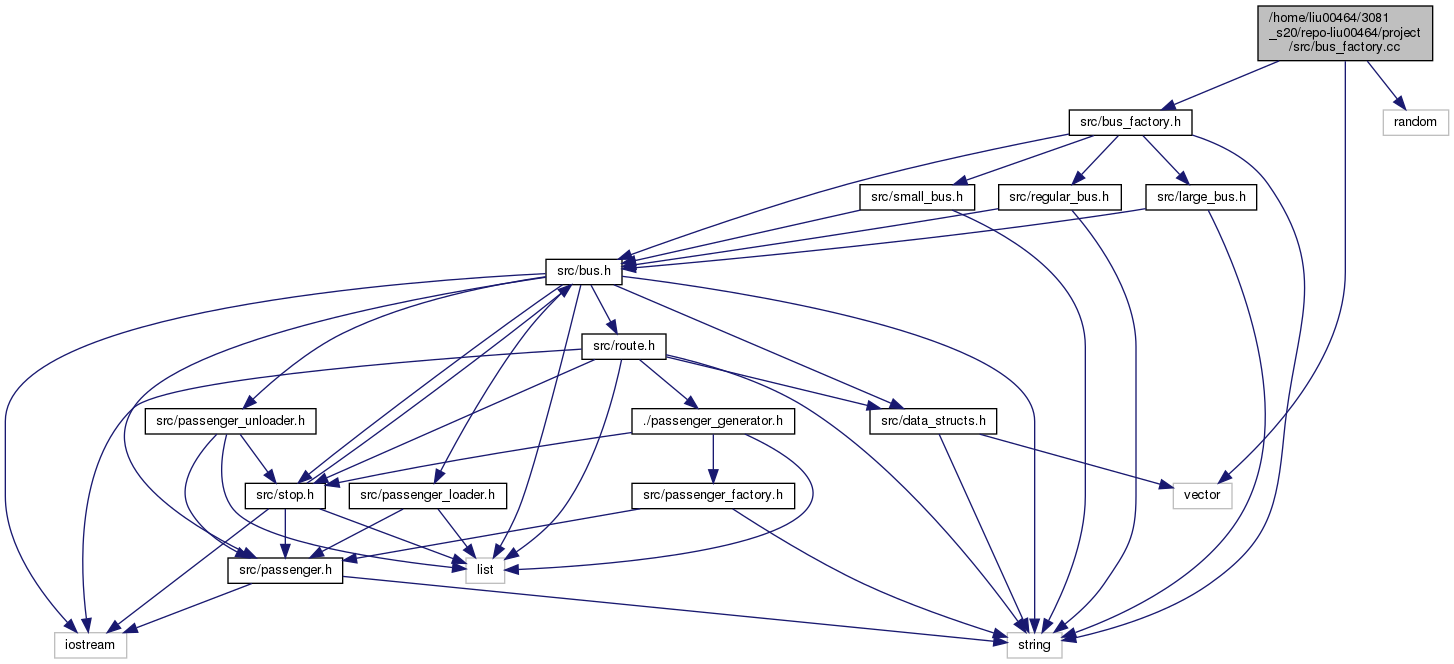 /home/liu00464/3081
_s20/repo-liu00464/project
/src/bus_factory.cc
src/bus_factory.h
random
src/small_bus.h
src/regular_bus.h
src/large_bus.h
src/bus.h
src/route.h
src/passenger_unloader.h
./passenger_generator.h
src/data_structs.h
src/stop.h
src/passenger_loader.h
src/passenger_factory.h
vector
src/passenger.h
list
iostream
string